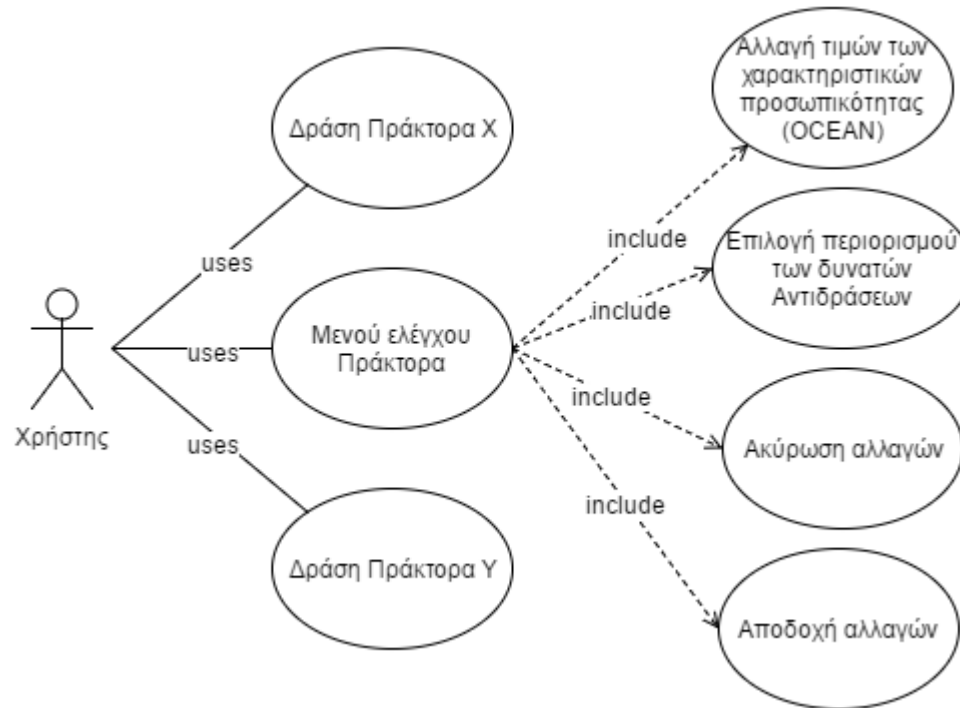 Αλλαγή τιμών των
χαρακτηριστικών
προσωπικότητας
(OCEAN)
Δράση Πράκτορα Χ
include
Επιλογή περιορισμού
των δυνατών
Αντιδράσεων
uses
include
Μενού ελέγχου
Πράκτορα
uses
include
Χρήστης
uses
Ακύρωση αλλαγών
include
Δράση Πράκτορα Υ
Αποδοχή αλλαγών